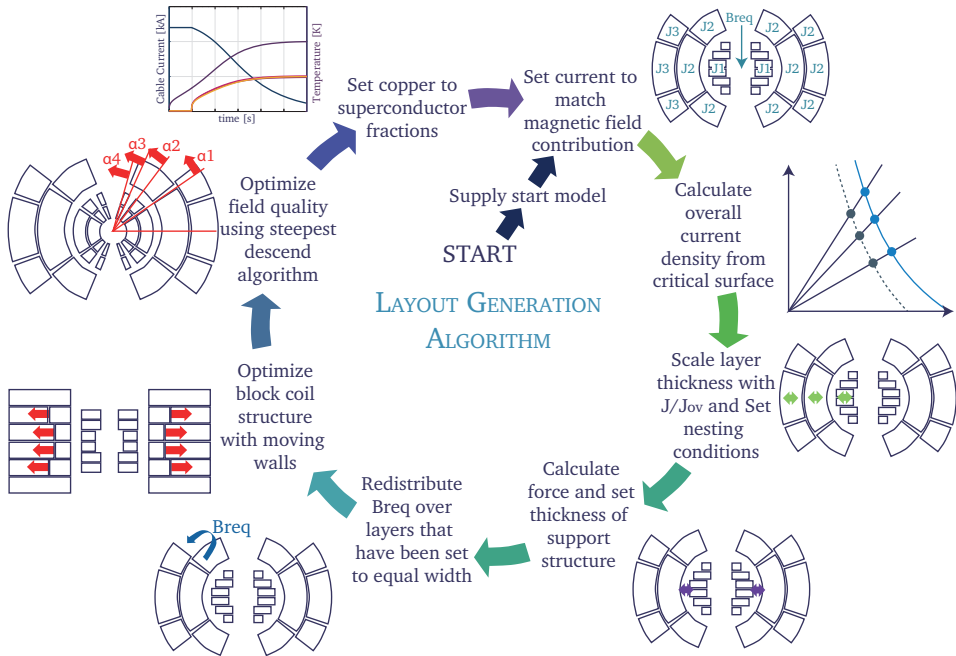 Cable Current [kA]
Temperature [K]
time [s]
Set copper to
superconductor
fractions
Set current to
match
magnetic field
contribution
Breq
J3
J2
J2
J2
J3
J2
J1
J1
J2
J2
J3
J2
J2
J2
α4
α3
α2
α1
Optimize
field quality
using steepest
descend
algorithm
Supply start model
START
Calculate
overall
current
density from
critical surface
LAYOUT GENERATION
ALGORITHM
Scale layer
thickness with
J/Jov and Set
nesting
conditions
Optimize
block coil
structure
with moving
walls
Calculate
force and set
thickness of
support
structure
Redistribute
Breq over
layers that
have been set
to equal width
Breq